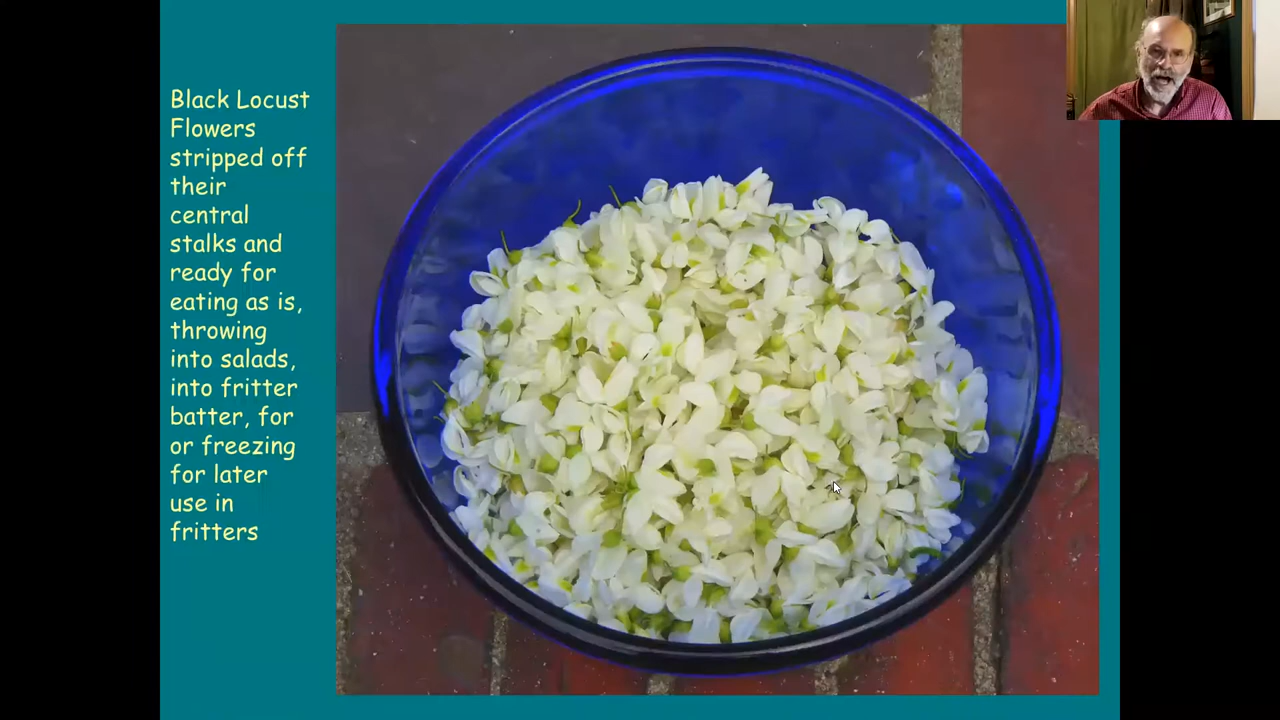 Black Locust
Flowers
stripped off
their
central
stalks and
ready for
eating as is,
throwing
into salads,
into fritter
batter, for
or freezing
for later
use in
fritters